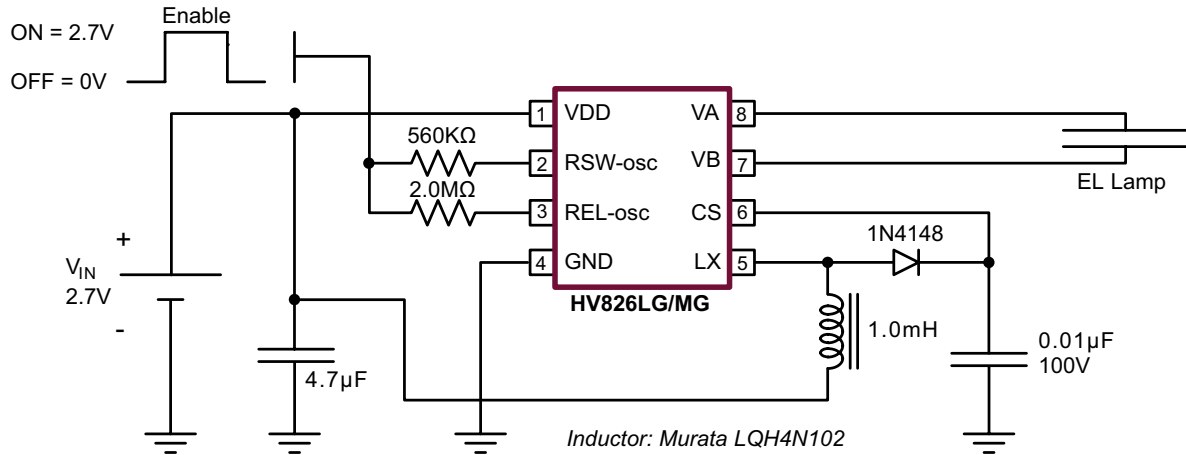 Enable
ON = 2.7V
OFF = 0V
1 VDD VA 8
560KΩ
2 RSW-osc VB 7
EL Lamp
2.0MΩ
3 REL-osc CS 6
1N4148
+
4 GND LX 5
VIN
2.7V
-
HV826LG/MG
1.0mH
0.01µF
100V
4.7µF
Inductor: Murata LQH4N102